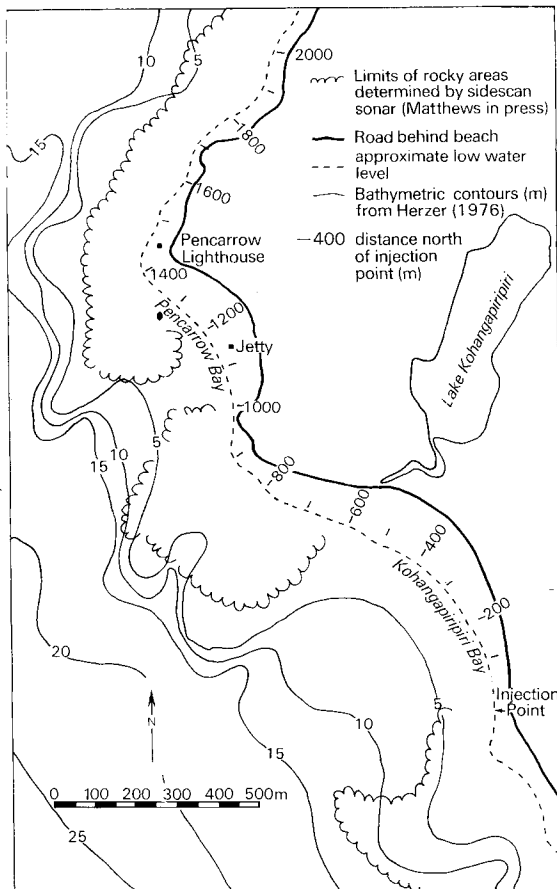 10
5
2000
Limits of rocky areas
determined by sidescan
sonar (Matthews in press)
1800
Road behind beach
approximate low water
level
Bathymetric contours (m)
from Herzer (1976)
-400 distance north
of injection
point (m)
15
1600
Pencarrow
Lighthouse
1400
Pencarrow Bay
1200
Jetty
Lake Kohangapiripiri
1000
5
10
15
800
600
400
Kohangapiripiri Bay
200
20
5
Injection
Point
10
N
15
0 100 200 300 400 500m
25